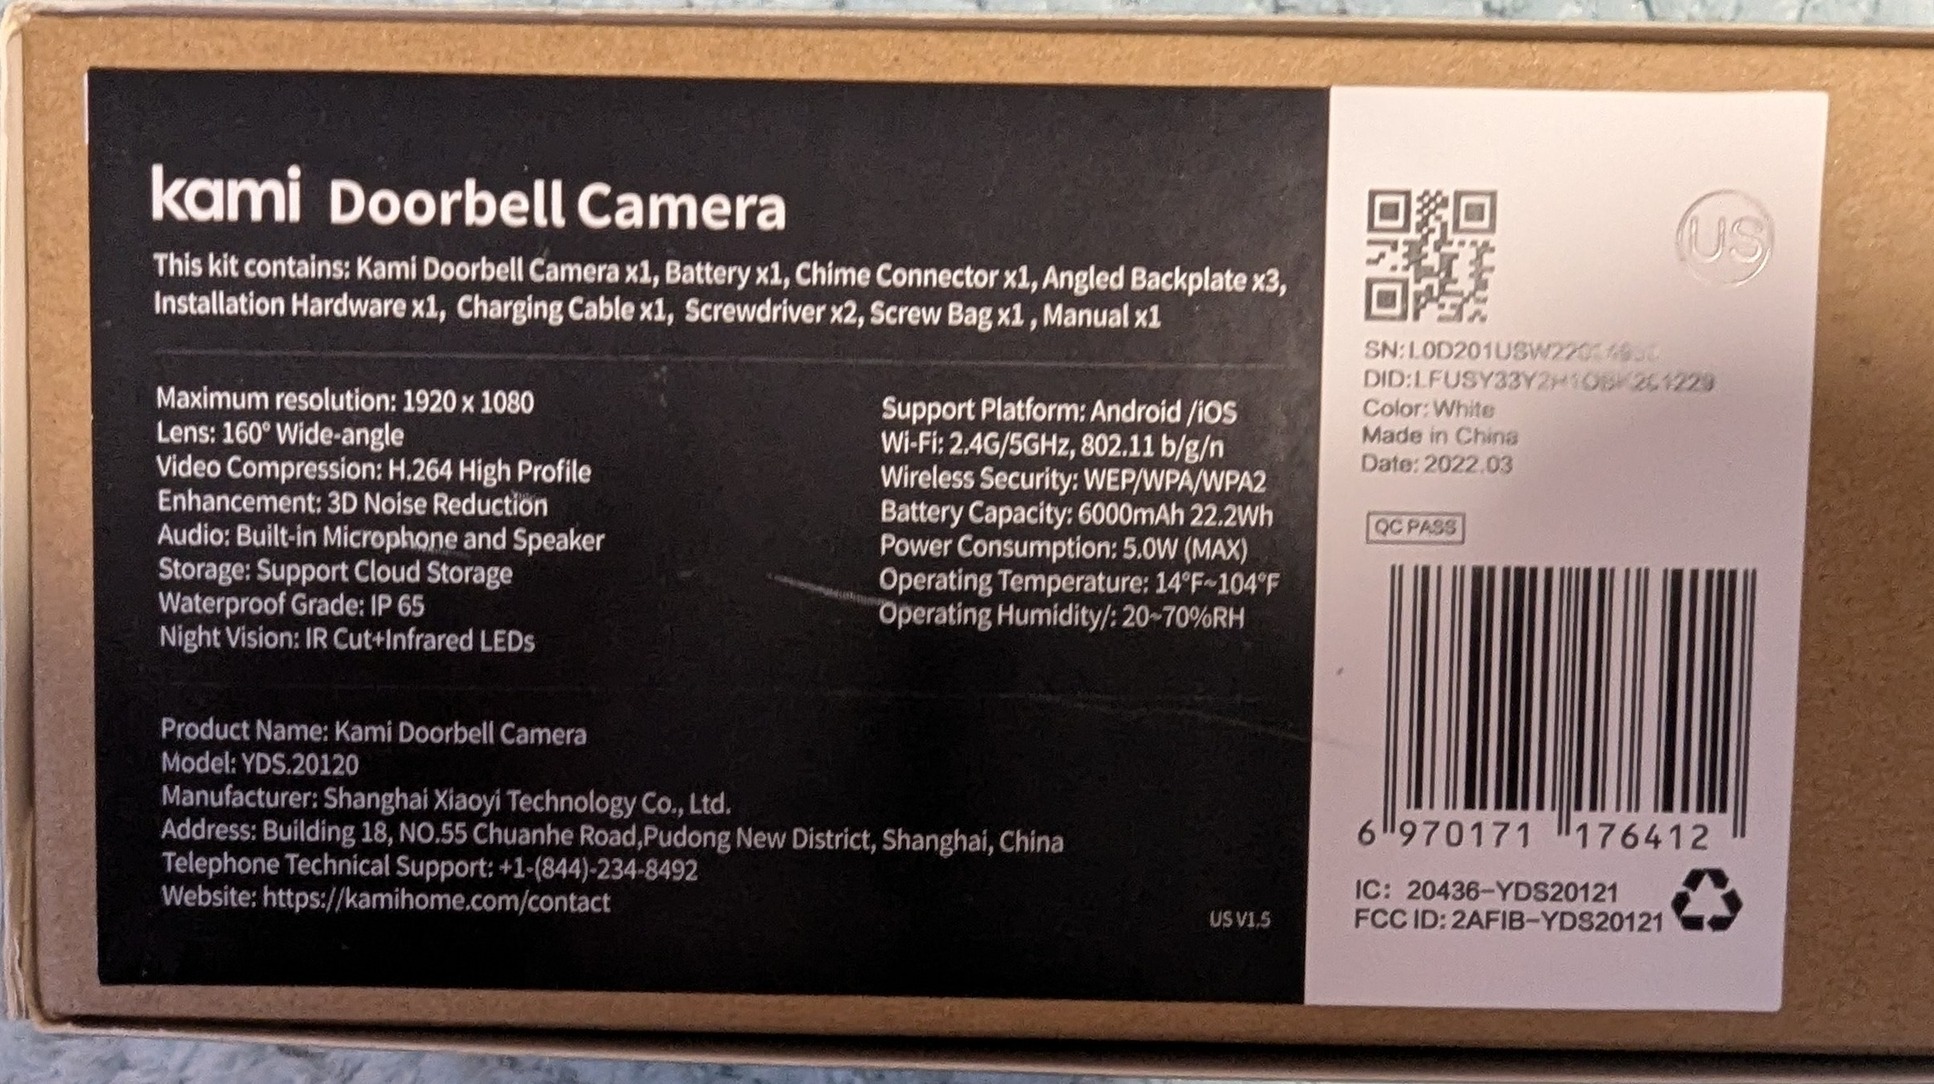 kami Doorbell Camera
This kit contains: Kami Doorbell Camera x1, Battery x1, Chime Connector x1, Angled Backplate x3,
Installation Hardware x1, Charging Cable x1, Screwdriver x2, Screw Bag x1 , Manual x1
Maximum resolution: 1920 x 1080
Lens: 160° Wide-angle
Video Compression: H.264 High Profile
Enhancement: 3D Noise Reduction
Audio: Built-in Microphone and Speaker
Storage: Support Cloud Storage
Waterproof Grade: IP 65
Night Vision: IR Cut+Infrared LEDs
Support Platform: Android /iOS
Wi-Fi: 2.4G/5GHz, 802.11 b/g/n
Wireless Security: WEP/WPA/WPA2
Battery Capacity: 6000mAh 22.2Wh
Power Consumption: 5.0W (MAX)
Operating Temperature: 14°F~104°F
Operating Humidity/: 20~70%RH
Product Name: Kami Doorbell Camera
Model: YDS.20120
Manufacturer: Shanghai Xiaoyi Technology Co., Ltd.
Address: Building 18, NO.55 Chuanhe Road,Pudong New District, Shanghai, China
Telephone Technical Support: +1-(844)-234-8492
Website: https://kamihome.com/contact
US V1.5
US
SN:
DID:
Color: White
Made in China
Date: 2022.03
QC PASS
6 970171 176412
IC: 20436-YDS20121
FCC ID: 2AFIB-YDS20121